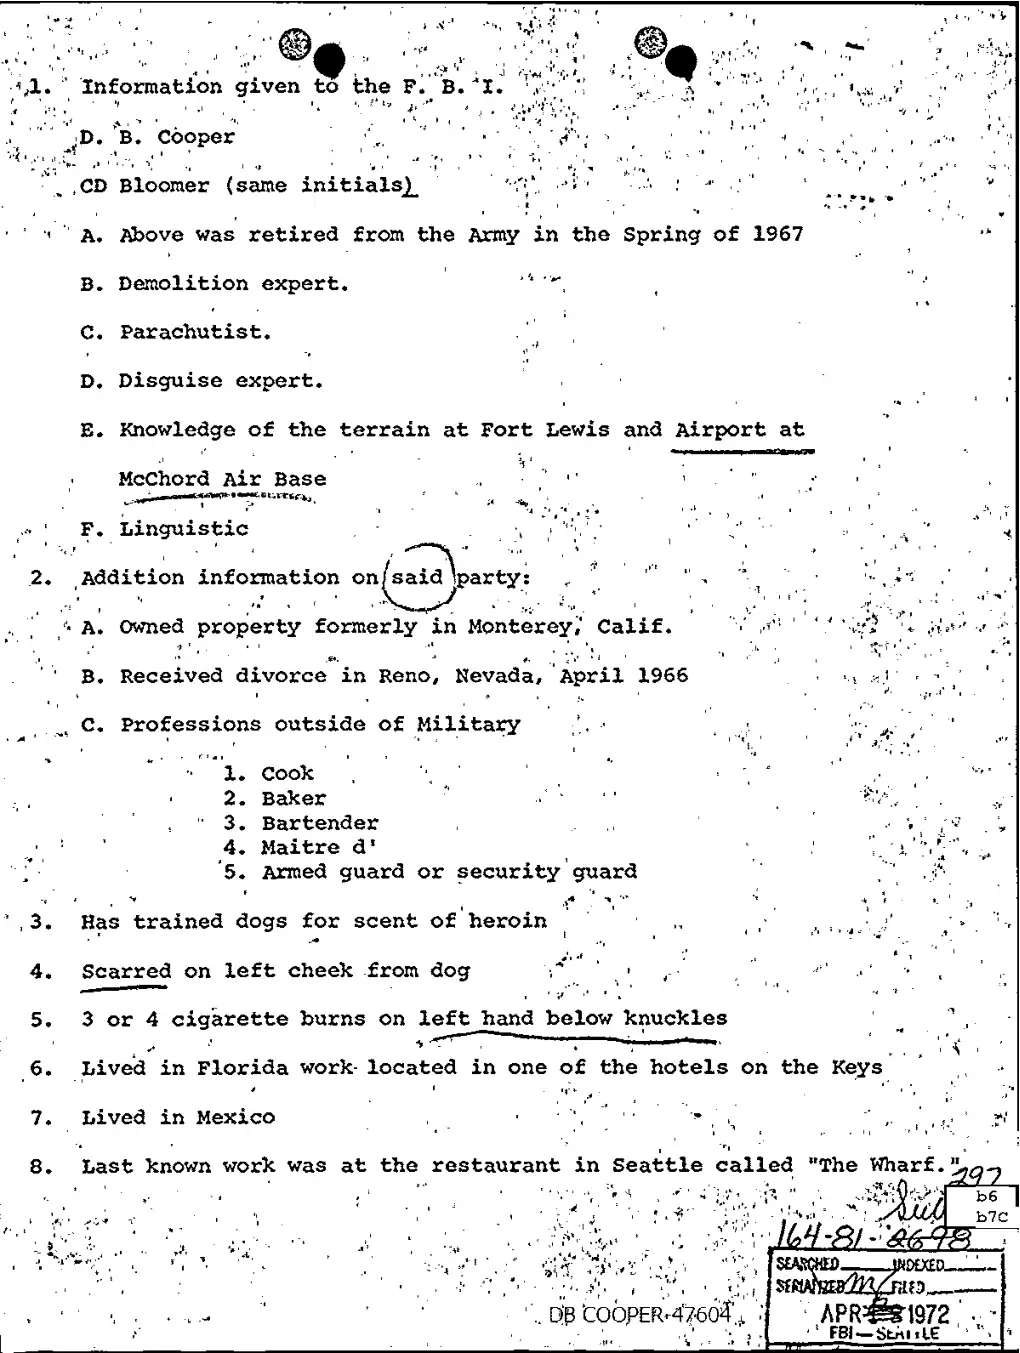 1. Information given to the F. B. I.
D. B. Cooper
CD Bloomer (same initials)
A. Above was retired from the Army in the Spring of 1967
B. Demolition expert.
C. Parachutist.
D. Disguise expert.
E. Knowledge of the terrain at Fort Lewis and Airport at
McChord Air Base
F. Linguistic
2. Addition information on said party:
A. Owned property formerly in Monterey, Calif.
B. Received divorce in Reno, Nevada, April 1966
C. Professions outside of Military
1. Cook
2. Baker
3. Bartender
4. Maitre d'
5. Armed guard or security guard
3. Has trained dogs for scent of heroin
4. Scarred on left cheek from dog
5. 3 or 4 cigarette burns on left hand below knuckles
6. Lived in Florida work located in one of the hotels on the Keys
7. Lived in Mexico
8. Last known work was at the restaurant in Seattle called "The Wharf."
297
Sub
b6
b7C
164-81-2698
SEARCHED INDEXED
SERIALIZED FILED
APR 1972
FBI — SEATTLE
DB COOPER-47604